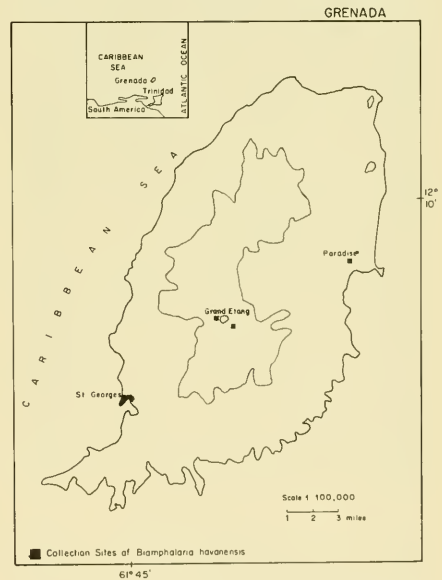 GRENADA
CARIBBEAN
SEA
Grenada
Trinidad
South America
ATLANTIC OCEAN
CARIBBEAN SEA
12°
10'
Paradise
Grand Etang
St Georges
Scale 1 100,000
1 2 3 miles
Collection Sites of Biamphalaria havanensis
61°45'